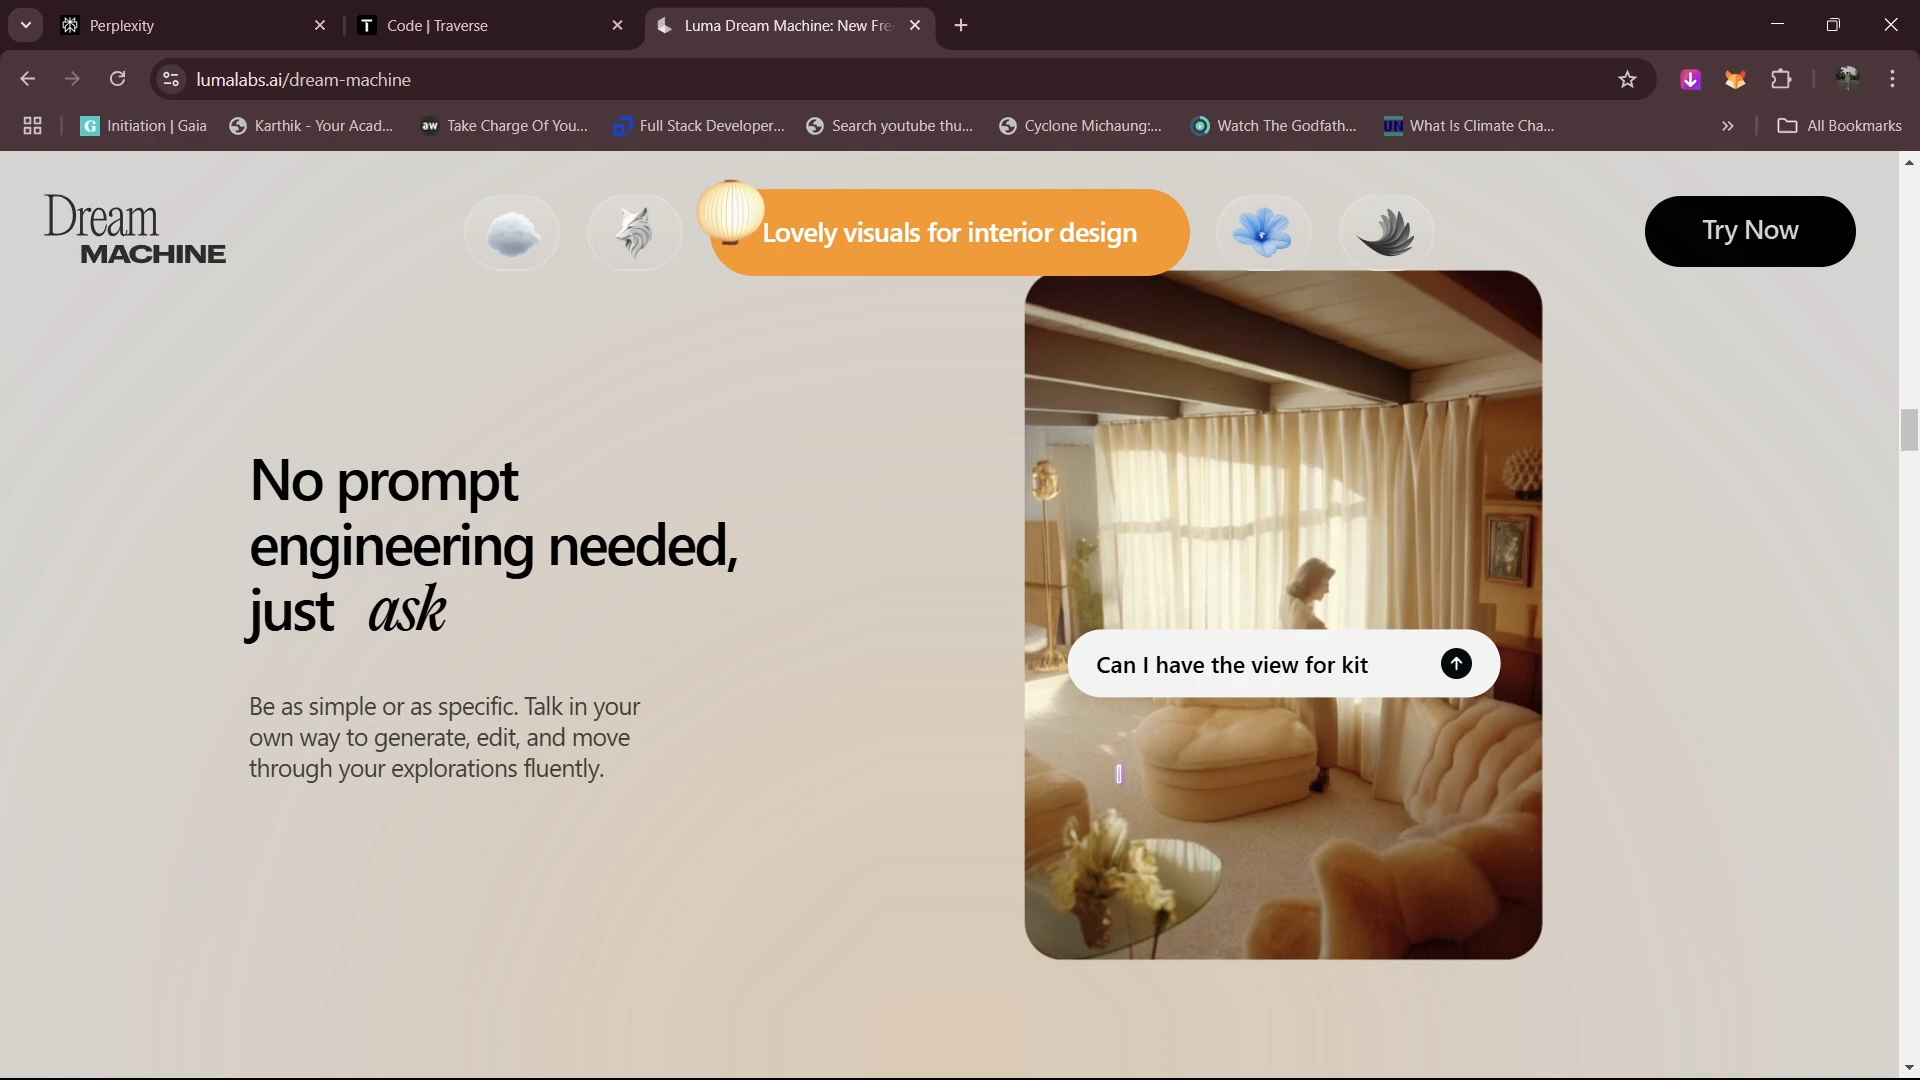 Perplexity
Code | Traverse
Luma Dream Machine: New Fre
lumalabs.ai/dream-machine
Initiation | Gaia
Karthik - Your Acad...
Take Charge Of You...
Full Stack Developer...
Search youtube thu...
Cyclone Michaung:...
Watch The Godfath...
What Is Climate Cha...
All Bookmarks
Dream
MACHINE
Lovely visuals for interior design
Try Now
No prompt
engineering needed,
just ask
Be as simple or as specific. Talk in your
own way to generate, edit, and move
through your explorations fluently.
Can I have the view for kit